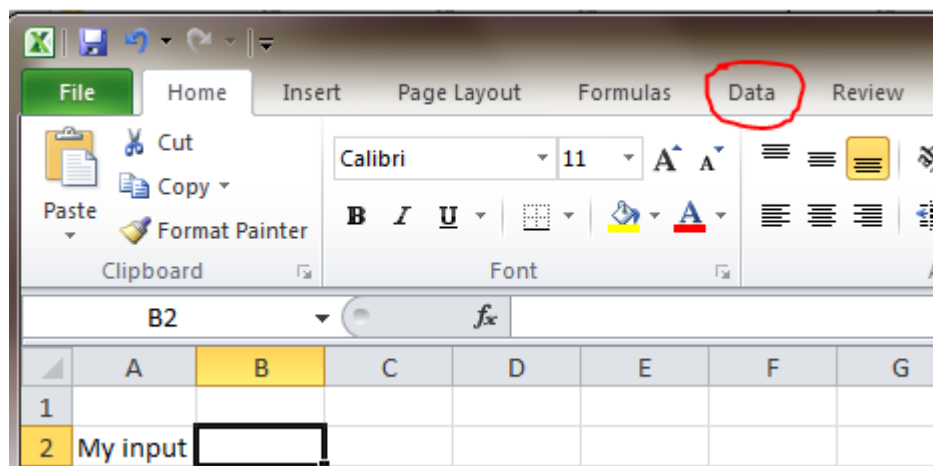 File Home Insert Page Layout Formulas Data Review
Cut
Calibri 11 A A
Copy
Paste
Format Painter
B I U A
Clipboard Font
B2 fx
A B C D E F G
1
2 My input